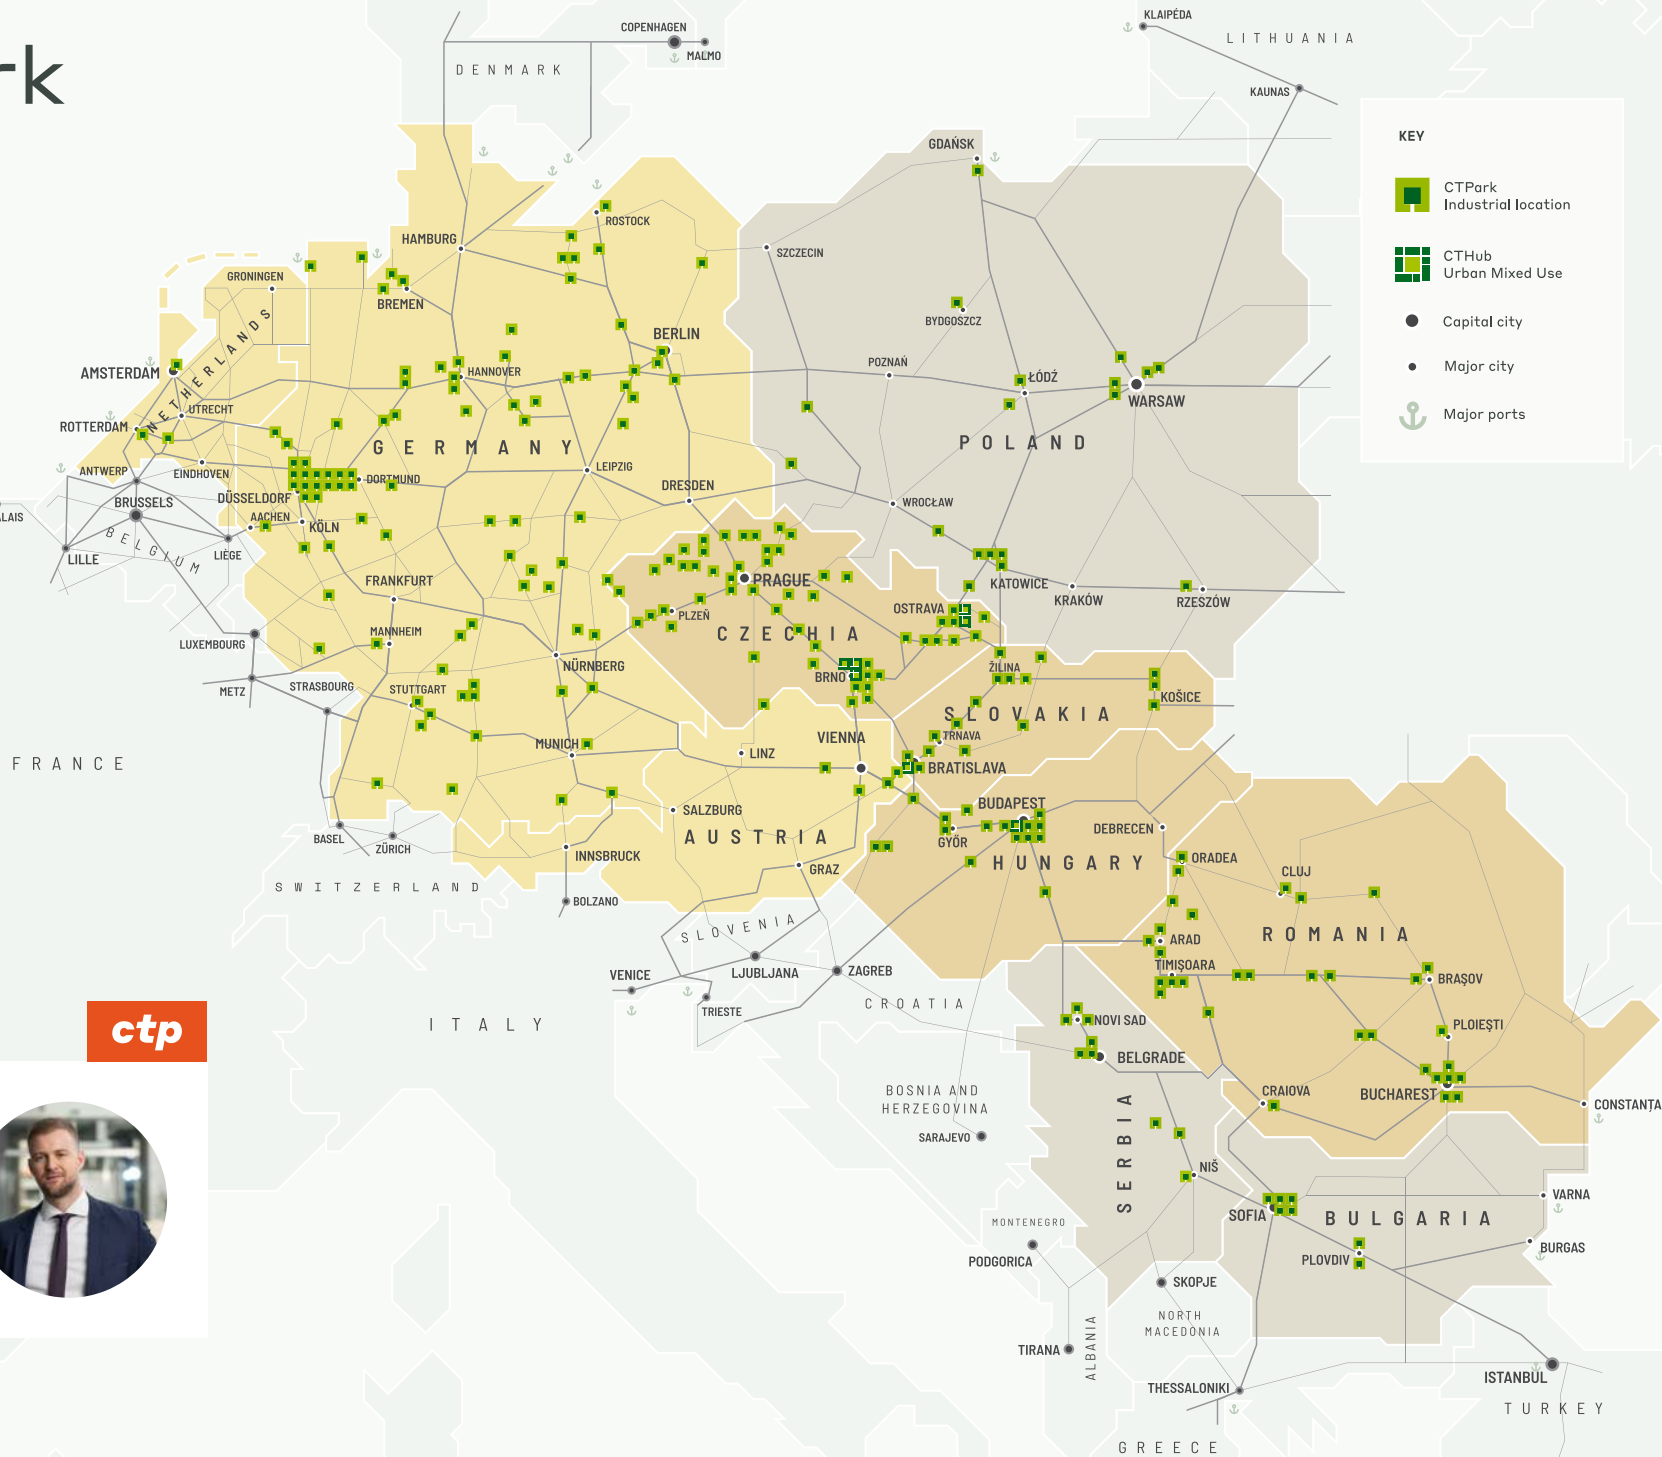 rk
COPENHAGEN
MALMO
DENMARK
KLAIPĖDA
LITHUANIA
KAUNAS
KEY
CTPark
Industrial location
CTHub
Urban Mixed Use
Capital city
Major city
Major ports
GDAŃSK
ROSTOCK
HAMBURG
SZCZECIN
GRONINGEN
BREMEN
BYDGOSZCZ
NETHERLANDS
BERLIN
AMSTERDAM
HANNOVER
POZNAŃ
ŁÓDŹ
WARSAW
UTRECHT
ROTTERDAM
GERMANY
POLAND
ANTWERP
EINDHOVEN
DORTMUND
LEIPZIG
DRESDEN
BRUSSELS
DÜSSELDORF
WROCŁAW
LAIS
AACHEN
KÖLN
BELGIUM
LIÈGE
LILLE
FRANKFURT
PRAGUE
KATOWICE
KRAKÓW
RZESZÓW
OSTRAVA
PLZEŇ
CZECHIA
LUXEMBOURG
MANNHEIM
NÜRNBERG
ŽILINA
BRNO
METZ
STRASBOURG
STUTTGART
KOŠICE
SLOVAKIA
TRNAVA
VIENNA
MUNICH
LINZ
BRATISLAVA
FRANCE
BUDAPEST
SALZBURG
DEBRECEN
BASEL
ZÜRICH
AUSTRIA
GYŐR
INNSBRUCK
HUNGARY
ORADEA
GRAZ
CLUJ
SWITZERLAND
BOLZANO
SLOVENIA
ROMANIA
ARAD
TIMIȘOARA
VENICE
LJUBLJANA
ZAGREB
BRAȘOV
TRIESTE
CROATIA
ITALY
NOVI SAD
PLOIEȘTI
ctp
BELGRADE
BOSNIA AND
HERZEGOVINA
CRAIOVA
BUCHAREST
CONSTANȚA
SARAJEVO
SERBIA
NIŠ
VARNA
MONTENEGRO
SOFIA
BULGARIA
PODGORICA
PLOVDIV
BURGAS
SKOPJE
NORTH
MACEDONIA
TIRANA
ALBANIA
THESSALONIKI
ISTANBUL
TURKEY
GREECE